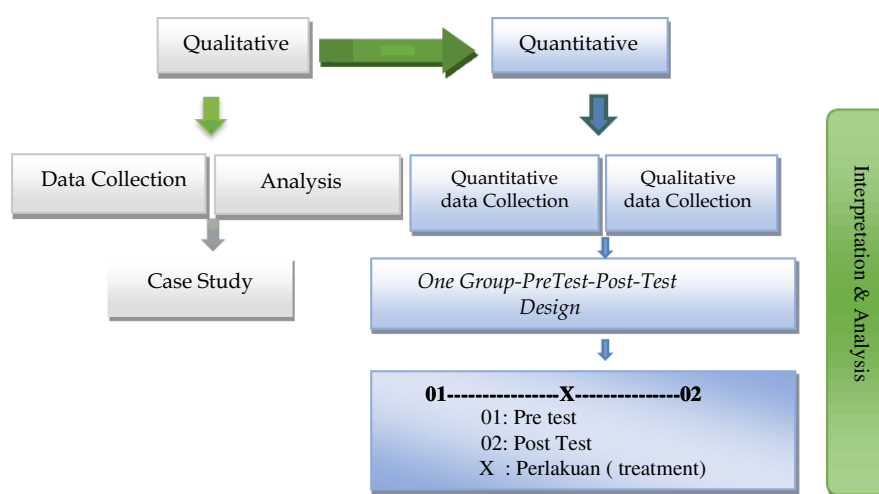 Qualitative
Quantitative
Data Collection
Analysis
Quantitative
data Collection
Qualitative
data Collection
Case Study
One Group-PreTest-Post-Test
Design
01----------------X---------------02
01: Pre test
02: Post Test
X : Perlakuan ( treatment)
Interpretation & Analysis